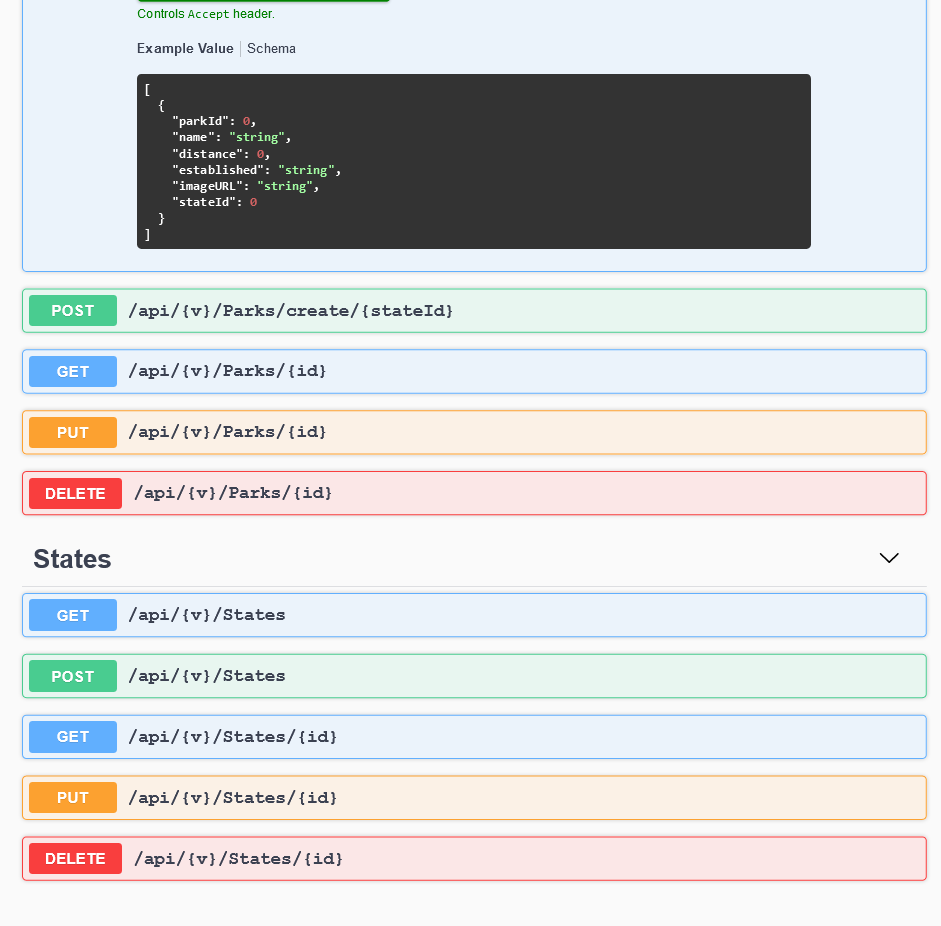 Controls Accept header.
Example Value Schema
[
  {
    "parkId": 0,
    "name": "string",
    "distance": 0,
    "established": "string",
    "imageURL": "string",
    "stateId": 0
  }
]
POST /api/{v}/Parks/create/{stateId}
GET /api/{v}/Parks/{id}
PUT /api/{v}/Parks/{id}
DELETE /api/{v}/Parks/{id}
States
GET /api/{v}/States
POST /api/{v}/States
GET /api/{v}/States/{id}
PUT /api/{v}/States/{id}
DELETE /api/{v}/States/{id}